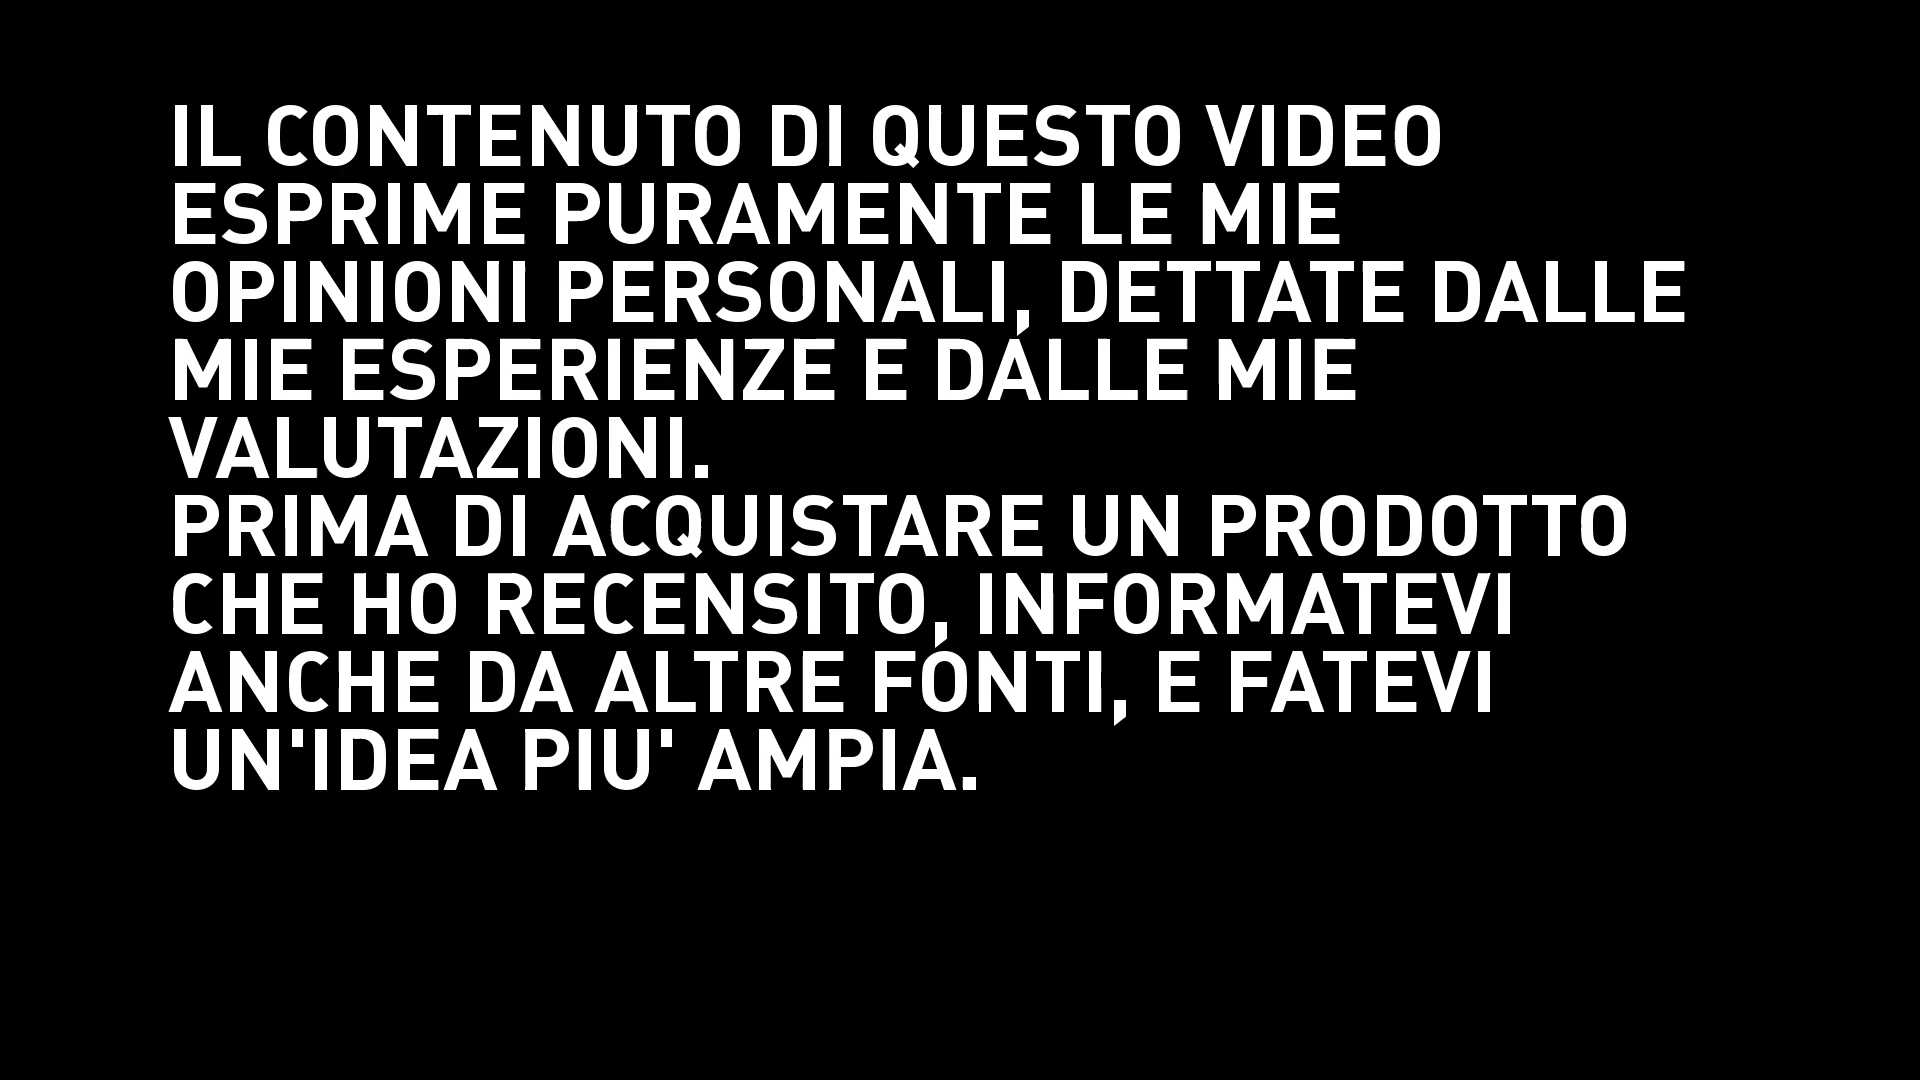 IL CONTENUTO DI QUESTO VIDEO
ESPRIME PURAMENTE LE MIE
OPINIONI PERSONALI, DETTATE DALLE
MIE ESPERIENZE E DALLE MIE
VALUTAZIONI.
PRIMA DI ACQUISTARE UN PRODOTTO
CHE HO RECENSITO, INFORMATEVI
ANCHE DA ALTRE FONTI, E FATEVI
UN'IDEA PIU' AMPIA.